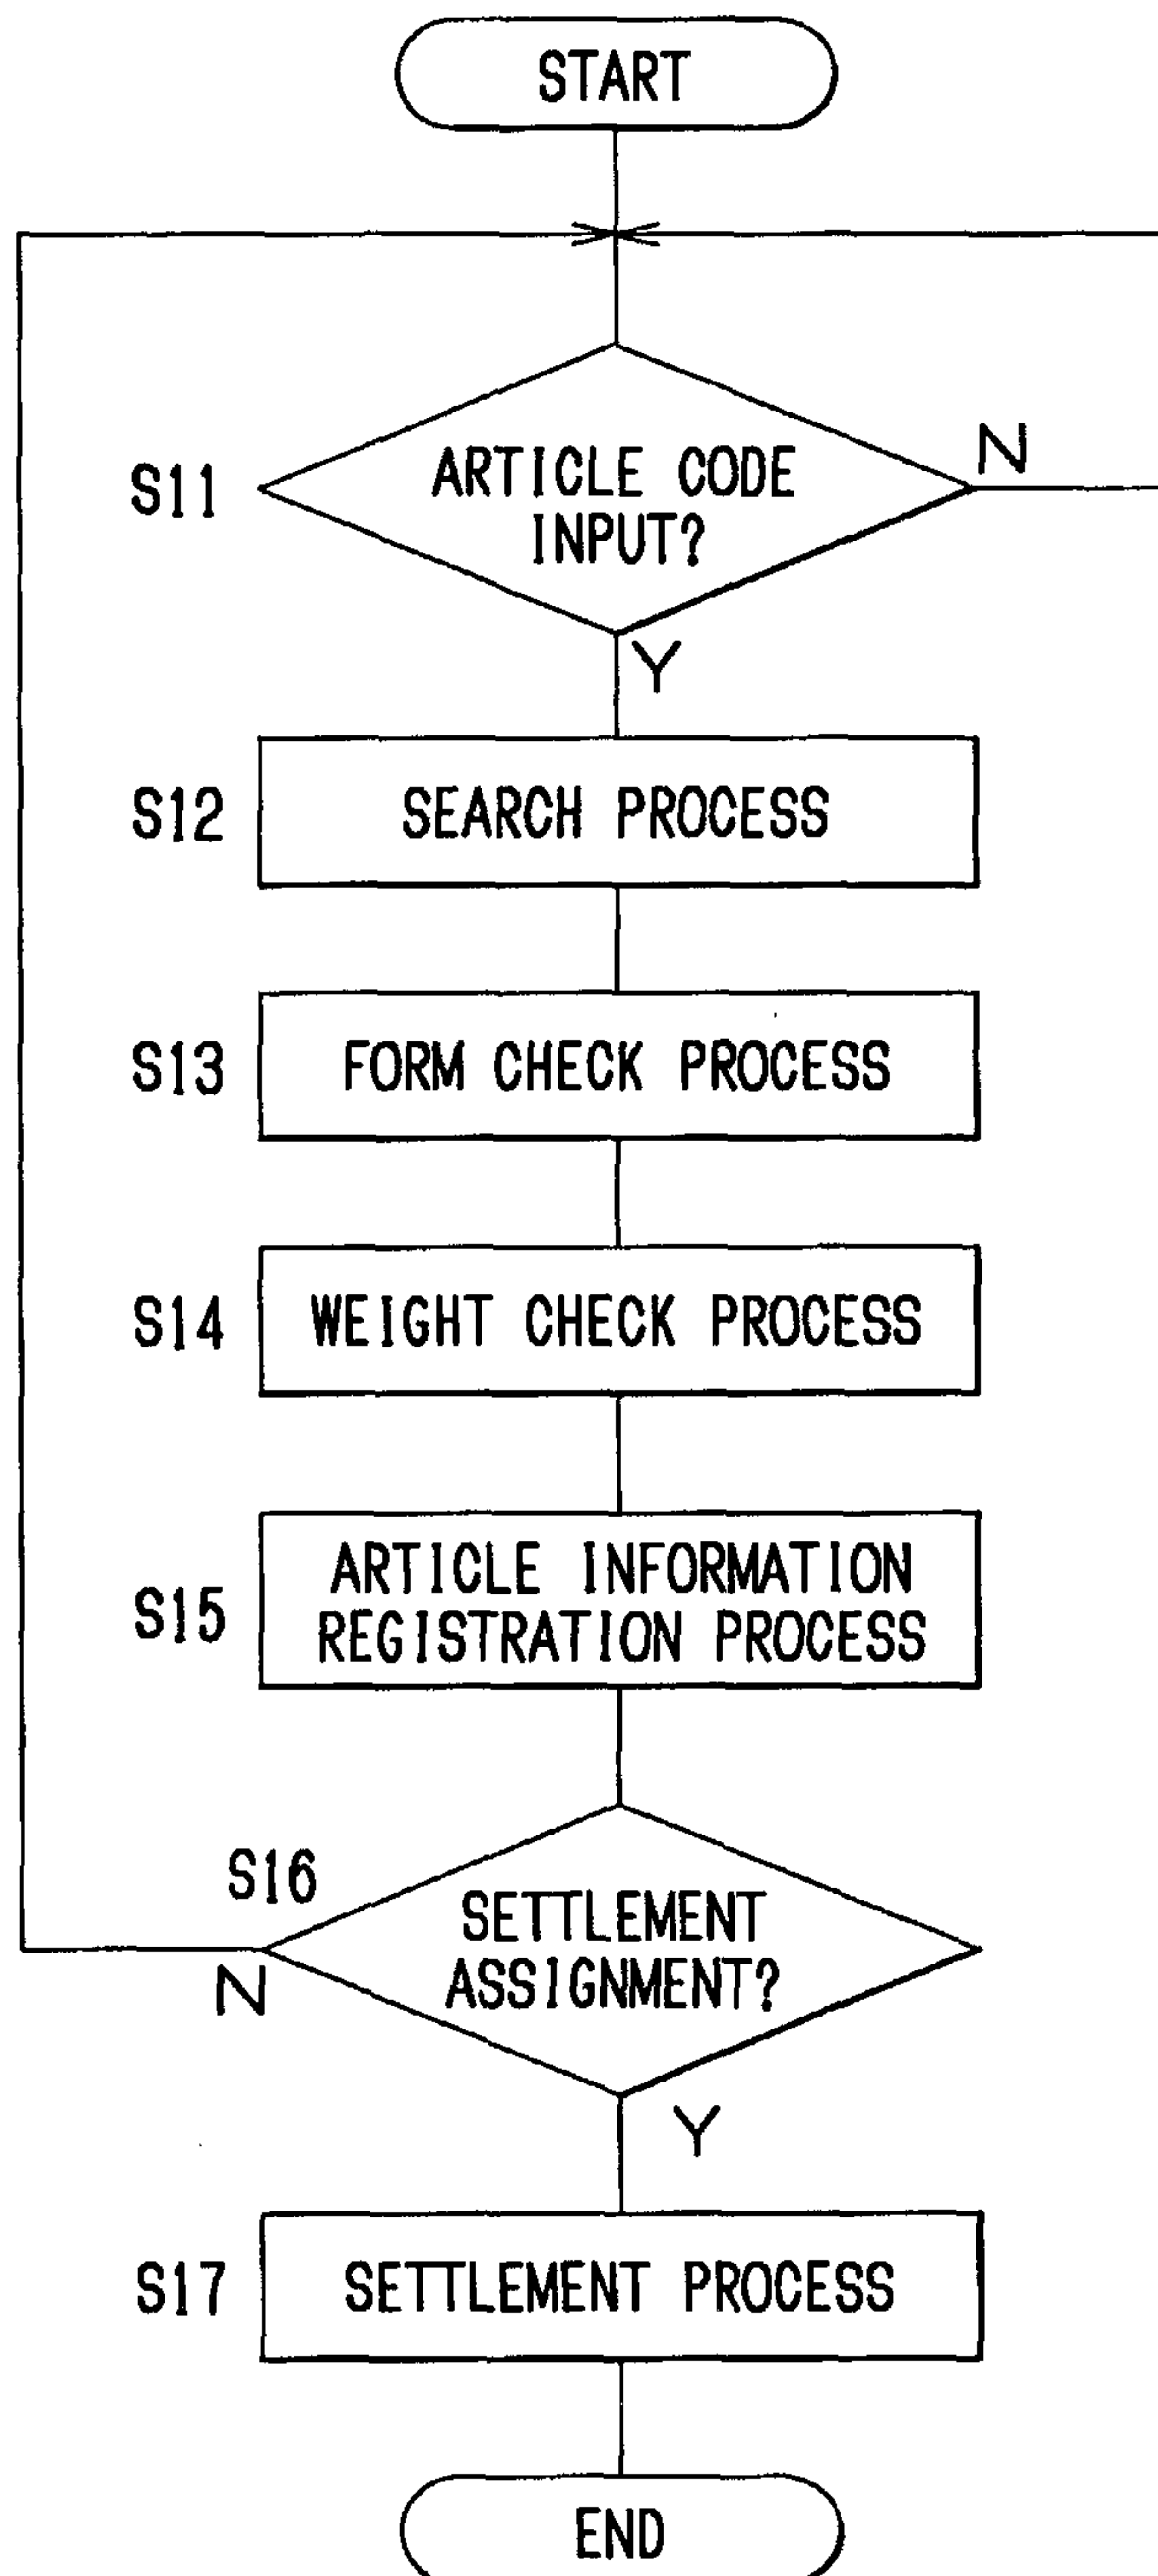 START
S11
ARTICLE CODE
INPUT?
N
Y
S12
SEARCH PROCESS
S13
FORM CHECK PROCESS
S14
WEIGHT CHECK PROCESS
S15
ARTICLE INFORMATION
REGISTRATION PROCESS
S16
SETTLEMENT
ASSIGNMENT?
N
Y
S17
SETTLEMENT PROCESS
END